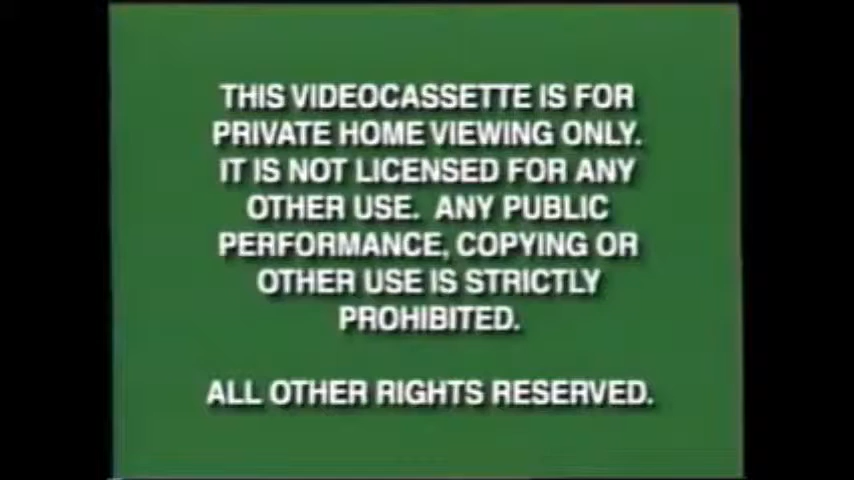 THIS VIDEOCASSETTE IS FOR
PRIVATE HOME VIEWING ONLY.
IT IS NOT LICENSED FOR ANY
OTHER USE.  ANY PUBLIC
PERFORMANCE, COPYING OR
OTHER USE IS STRICTLY
PROHIBITED.
ALL OTHER RIGHTS RESERVED.